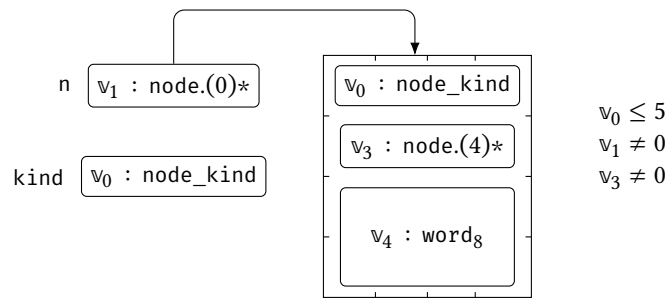 n 𝕧₁ : node.(0)*
kind 𝕧₀ : node_kind
𝕧₀ : node_kind
𝕧₃ : node.(4)*
𝕧₄ : word₈
𝕧₀ ≤ 5
𝕧₁ ≠ 0
𝕧₃ ≠ 0